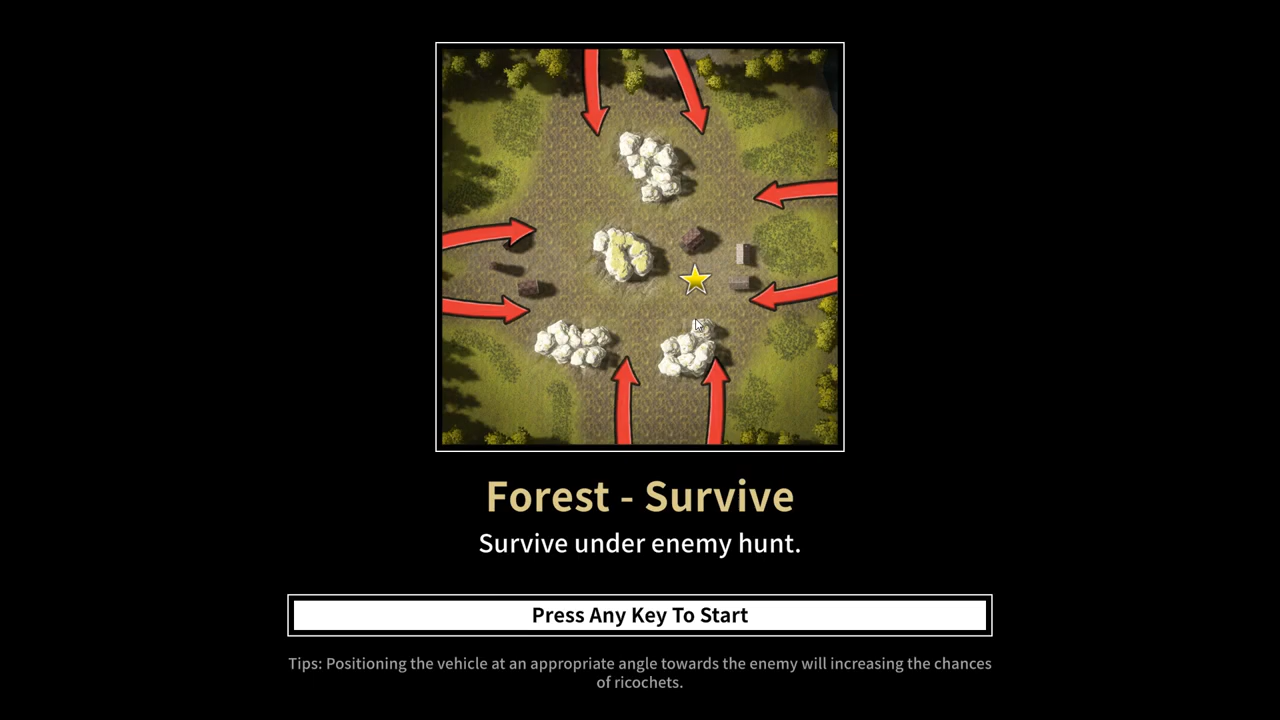 Forest - Survive
Survive under enemy hunt.
Press Any Key To Start
Tips: Positioning the vehicle at an appropriate angle towards the enemy will increasing the chances
of ricochets.